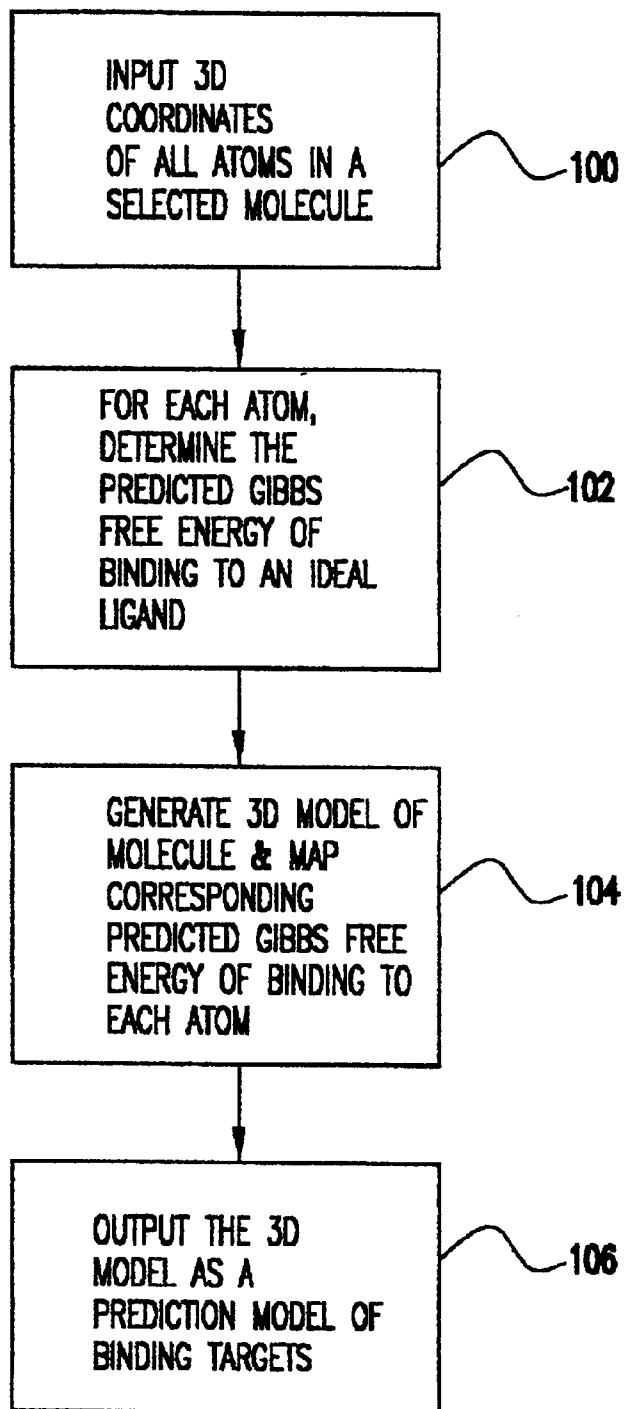 INPUT 3D
COORDINATES
OF ALL ATOMS IN A
SELECTED MOLECULE
100
FOR EACH ATOM,
DETERMINE THE
PREDICTED GIBBS
FREE ENERGY OF
BINDING TO AN IDEAL
LIGAND
102
GENERATE 3D MODEL OF
MOLECULE & MAP
CORRESPONDING
PREDICTED GIBBS FREE
ENERGY OF BINDING TO
EACH ATOM
104
OUTPUT THE 3D
MODEL AS A
PREDICTION MODEL OF
BINDING TARGETS
106